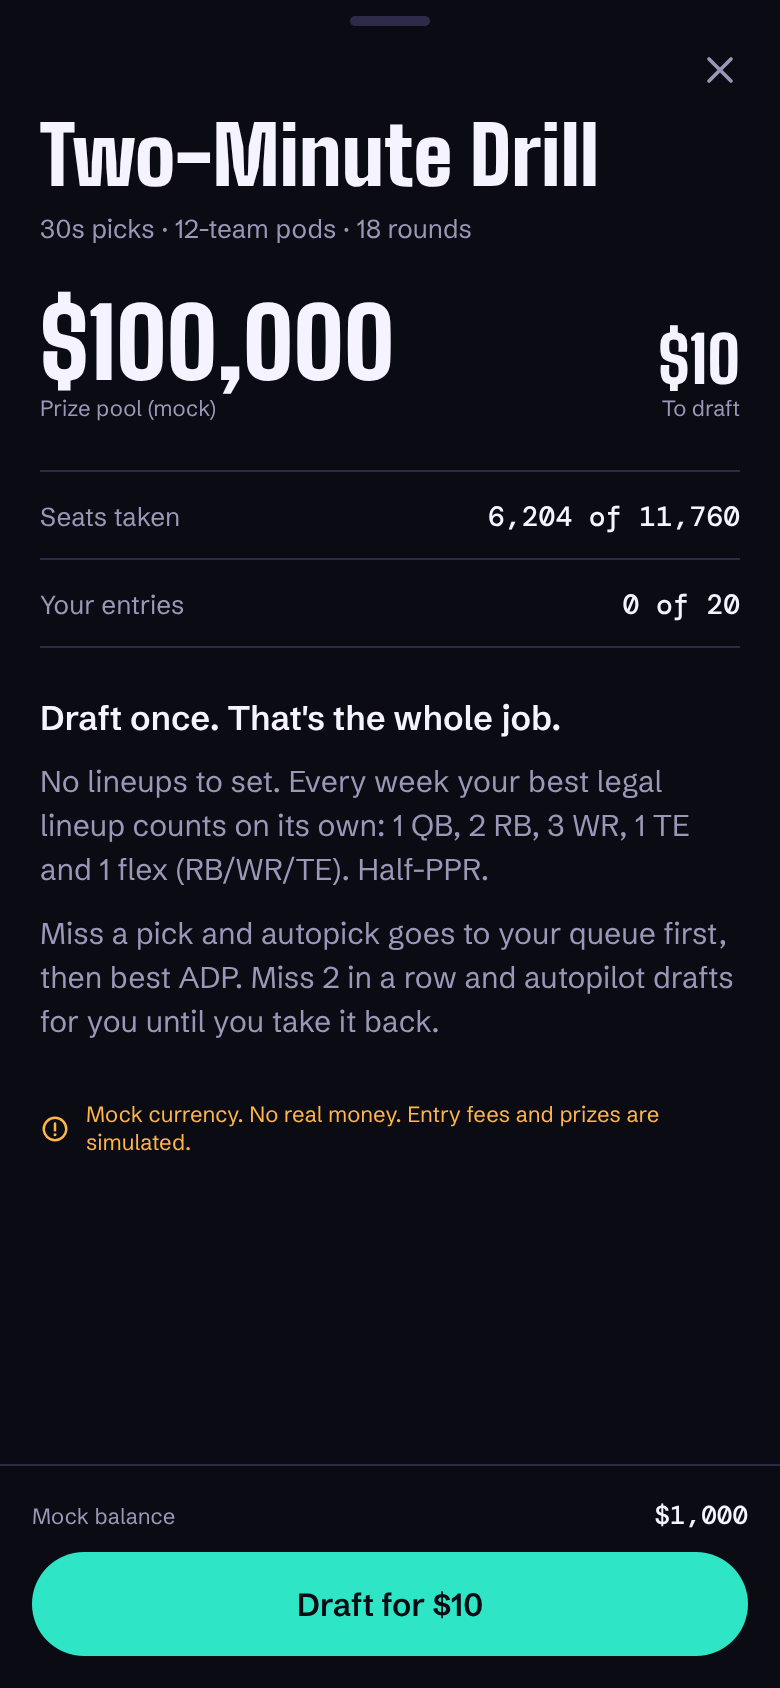 Two-Minute Drill
30s picks · 12-team pods · 18 rounds
$100,000
$10
Prize pool (mock)
To draft
Seats taken
6,204 of 11,760
Your entries
0 of 20
Draft once. That's the whole job.
No lineups to set. Every week your best legal
lineup counts on its own: 1 QB, 2 RB, 3 WR, 1 TE
and 1 flex (RB/WR/TE). Half-PPR.
Miss a pick and autopick goes to your queue first,
then best ADP. Miss 2 in a row and autopilot drafts
for you until you take it back.
Mock currency. No real money. Entry fees and prizes are
simulated.
Mock balance
$1,000
Draft for $10